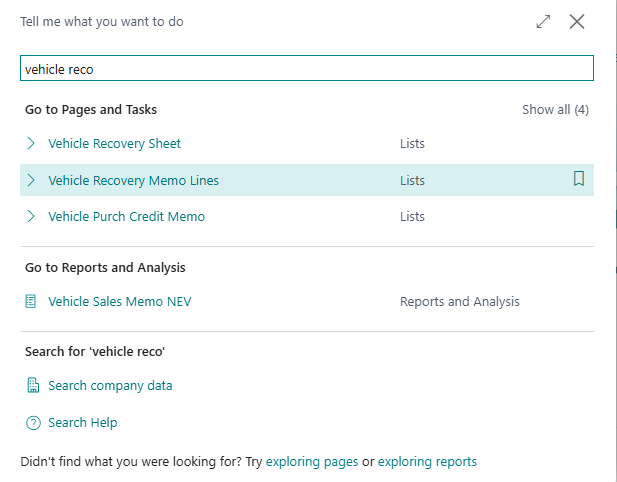 Tell me what you want to do
vehicle reco
Go to Pages and Tasks Show all (4)
Vehicle Recovery Sheet Lists
Vehicle Recovery Memo Lines Lists
Vehicle Purch Credit Memo Lists
Go to Reports and Analysis
Vehicle Sales Memo NEV Reports and Analysis
Search for 'vehicle reco'
Search company data
Search Help
Didn't find what you were looking for? Try exploring pages or exploring reports